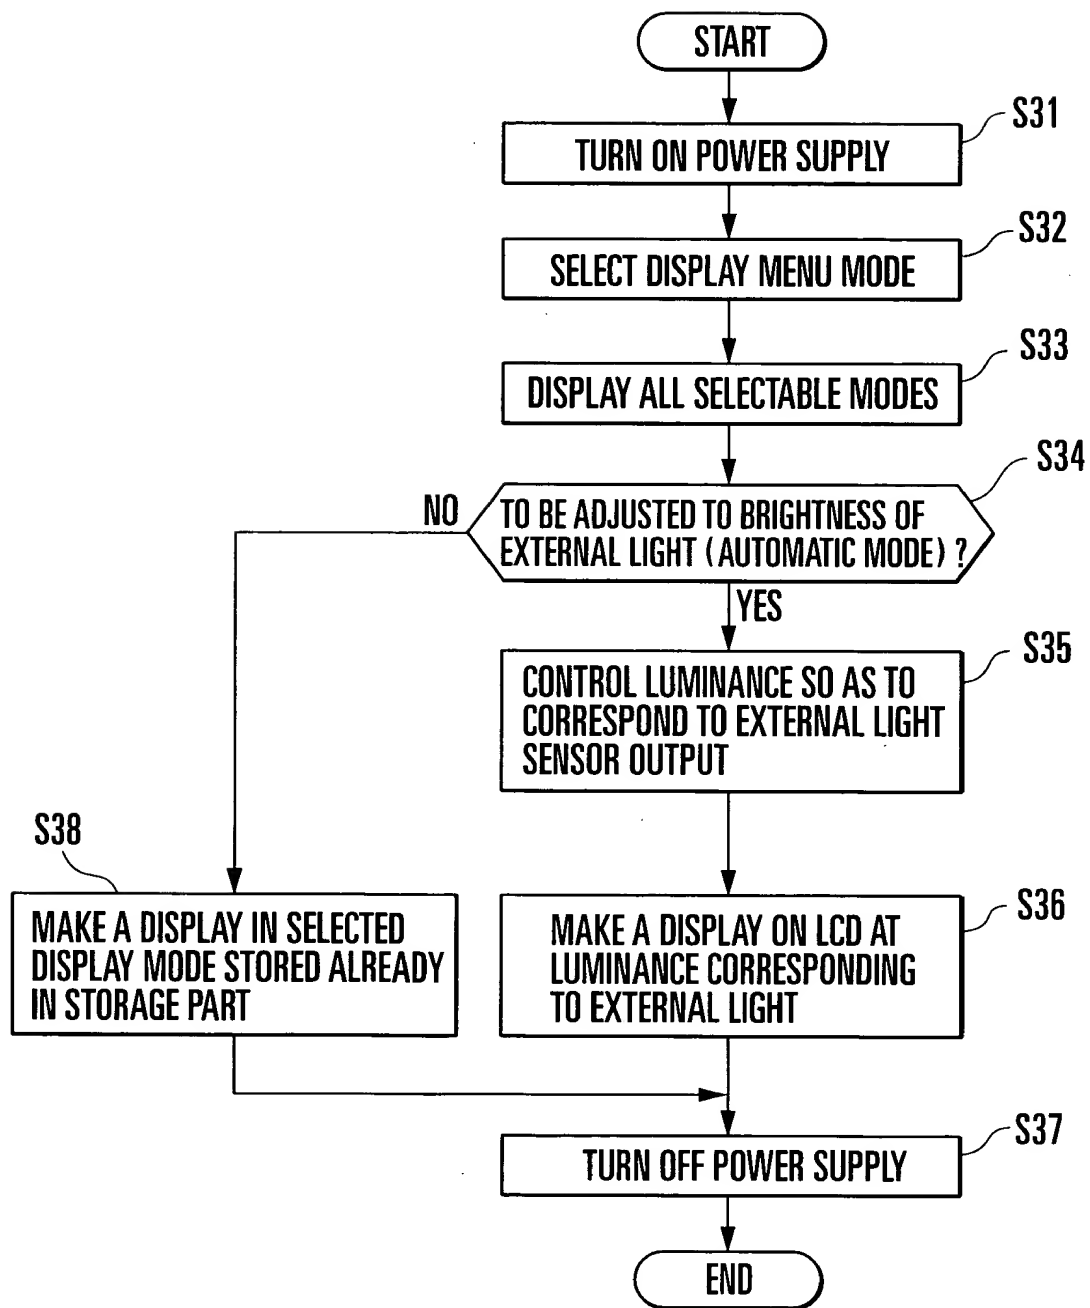 START
S31
TURN ON POWER SUPPLY
S32
SELECT DISPLAY MENU MODE
S33
DISPLAY ALL SELECTABLE MODES
S34
NO
TO BE ADJUSTED TO BRIGHTNESS OF
EXTERNAL LIGHT (AUTOMATIC MODE) ?
YES
S35
CONTROL LUMINANCE SO AS TO
CORRESPOND TO EXTERNAL LIGHT
SENSOR OUTPUT
S38
MAKE A DISPLAY IN SELECTED
DISPLAY MODE STORED ALREADY
IN STORAGE PART
S36
MAKE A DISPLAY ON LCD AT
LUMINANCE CORRESPONDING
TO EXTERNAL LIGHT
S37
TURN OFF POWER SUPPLY
END